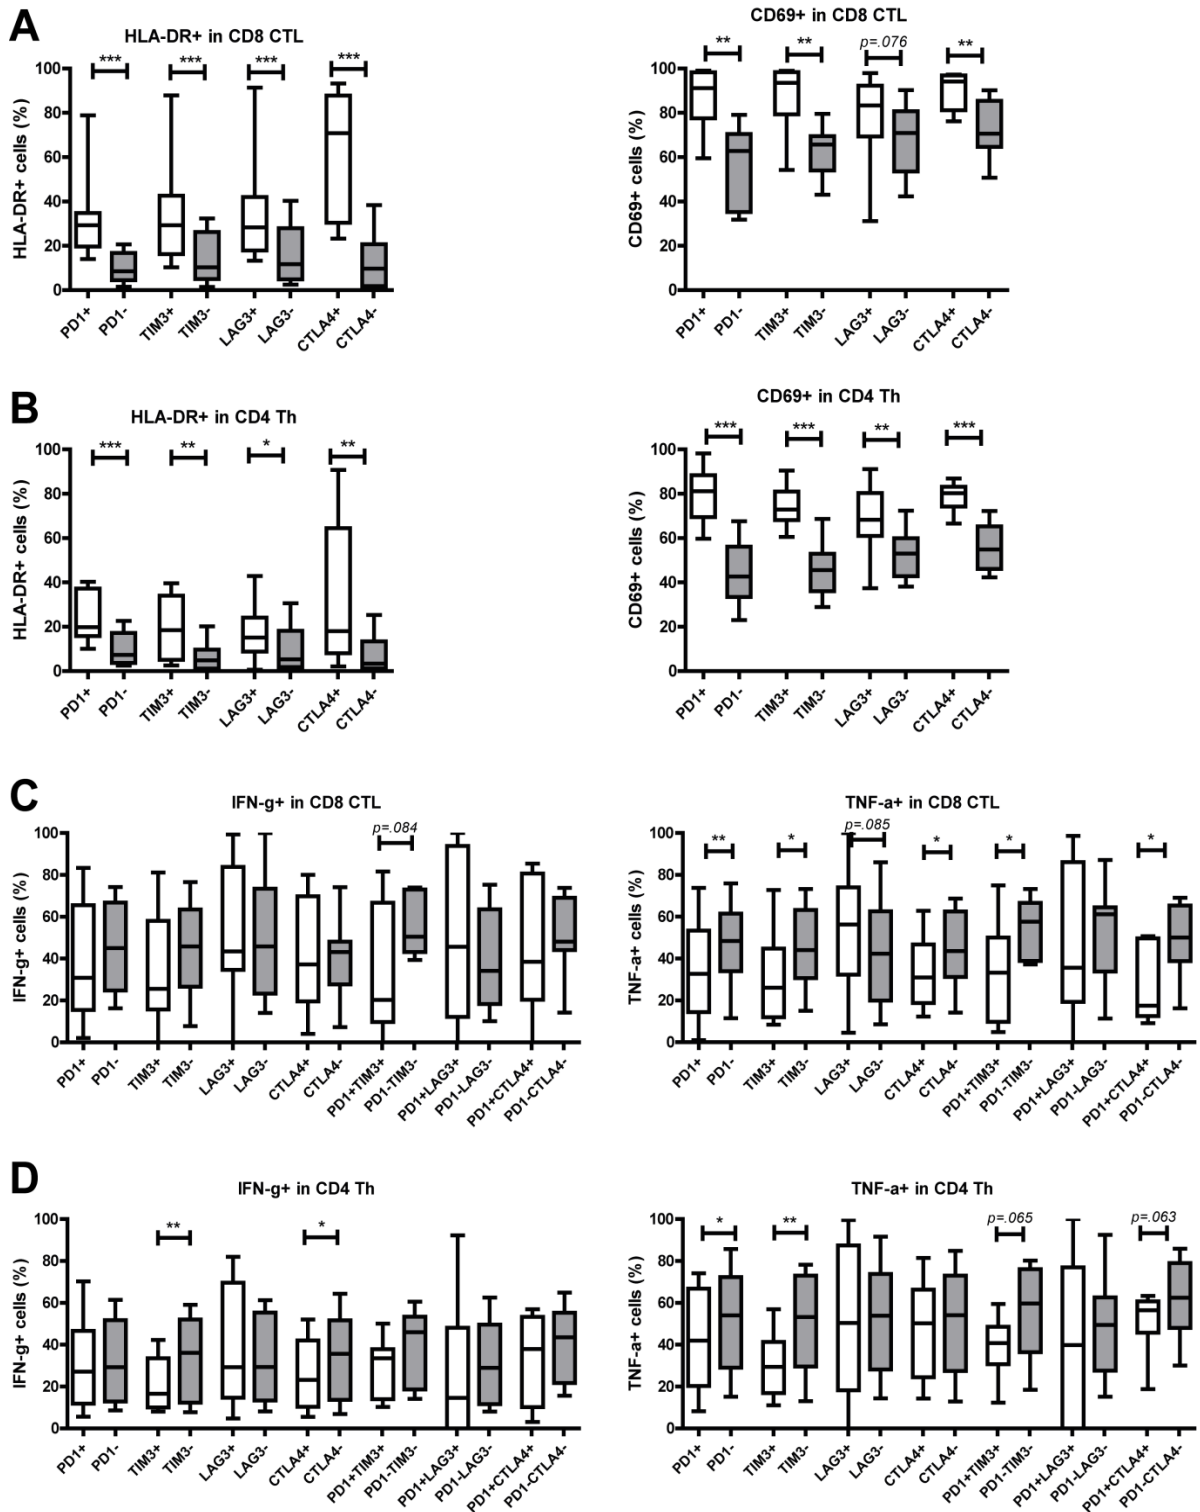 A
HLA-DR+ in CD8 CTL
HLA-DR+ cells (%)
100
80
60
40
20
0
*** *** *** ***
PD1+ PD1- TIM3+ TIM3- LAG3+ LAG3- CTLA4+ CTLA4-
CD69+ in CD8 CTL
CD69+ cells (%)
100
80
60
40
20
0
** ** p=.076 **
PD1+ PD1- TIM3+ TIM3- LAG3+ LAG3- CTLA4+ CTLA4-
B
HLA-DR+ in CD4 Th
HLA-DR+ cells (%)
100
80
60
40
20
0
*** ** * **
PD1+ PD1- TIM3+ TIM3- LAG3+ LAG3- CTLA4+ CTLA4-
CD69+ in CD4 Th
CD69+ cells (%)
100
80
60
40
20
0
*** *** ** ***
PD1+ PD1- TIM3+ TIM3- LAG3+ LAG3- CTLA4+ CTLA4-
C
IFN-g+ in CD8 CTL
IFN-g+ cells (%)
100
80
60
40
20
0
p=.084
PD1+ PD1- TIM3+ TIM3- LAG3+ LAG3- CTLA4+ CTLA4- PD1+TIM3+ PD1-TIM3- PD1+LAG3+ PD1-LAG3- PD1+CTLA4+ PD1-CTLA4-
TNF-a+ in CD8 CTL
TNF-a+ cells (%)
100
80
60
40
20
0
** * p=.085 * * *
PD1+ PD1- TIM3+ TIM3- LAG3+ LAG3- CTLA4+ CTLA4- PD1+TIM3+ PD1-TIM3- PD1+LAG3+ PD1-LAG3- PD1+CTLA4+ PD1-CTLA4-
D
IFN-g+ in CD4 Th
IFN-g+ cells (%)
100
80
60
40
20
0
** *
PD1+ PD1- TIM3+ TIM3- LAG3+ LAG3- CTLA4+ CTLA4- PD1+TIM3+ PD1-TIM3- PD1+LAG3+ PD1-LAG3- PD1+CTLA4+ PD1-CTLA4-
TNF-a+ in CD4 Th
TNF-a+ cells (%)
100
80
60
40
20
0
* ** p=.065 p=.063
PD1+ PD1- TIM3+ TIM3- LAG3+ LAG3- CTLA4+ CTLA4- PD1+TIM3+ PD1-TIM3- PD1+LAG3+ PD1-LAG3- PD1+CTLA4+ PD1-CTLA4-